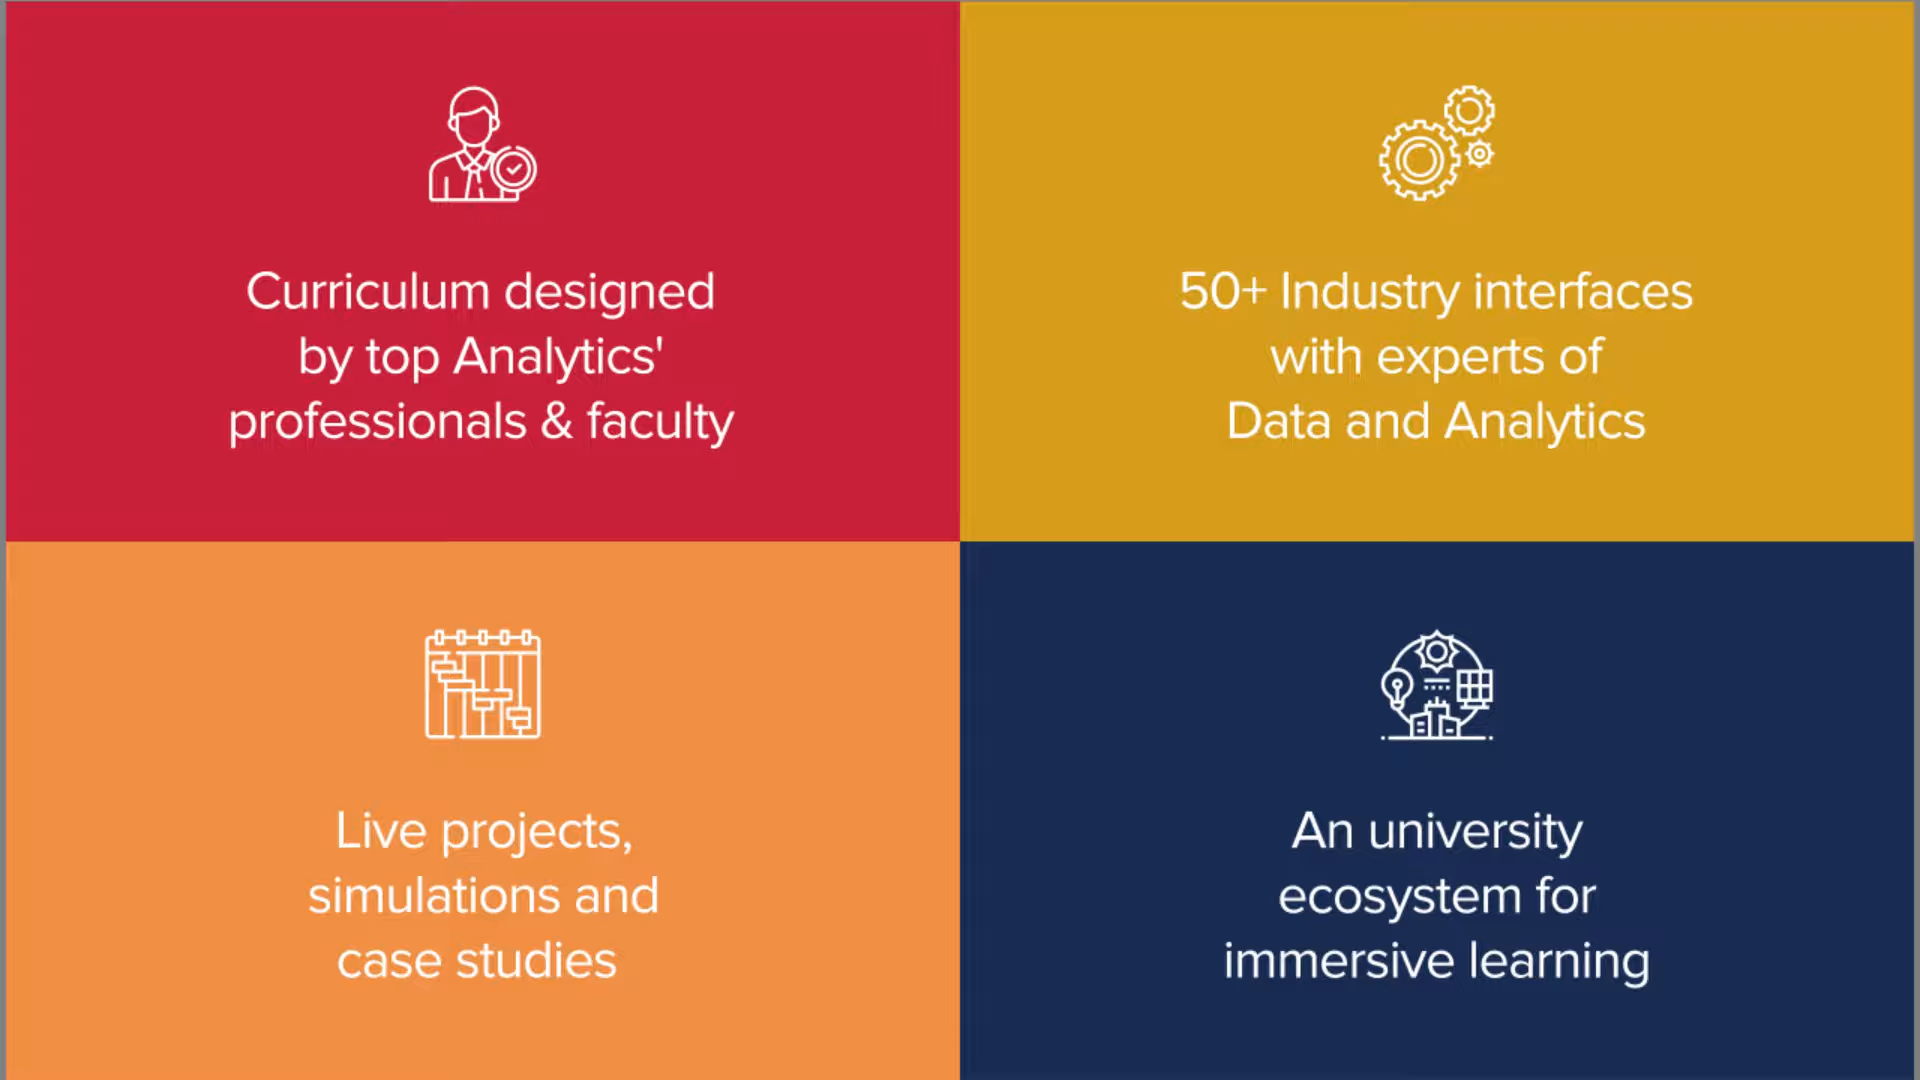 Curriculum designed
by top Analytics'
professionals & faculty
50+ Industry interfaces
with experts of
Data and Analytics
Live projects,
simulations and
case studies
An university
ecosystem for
immersive learning